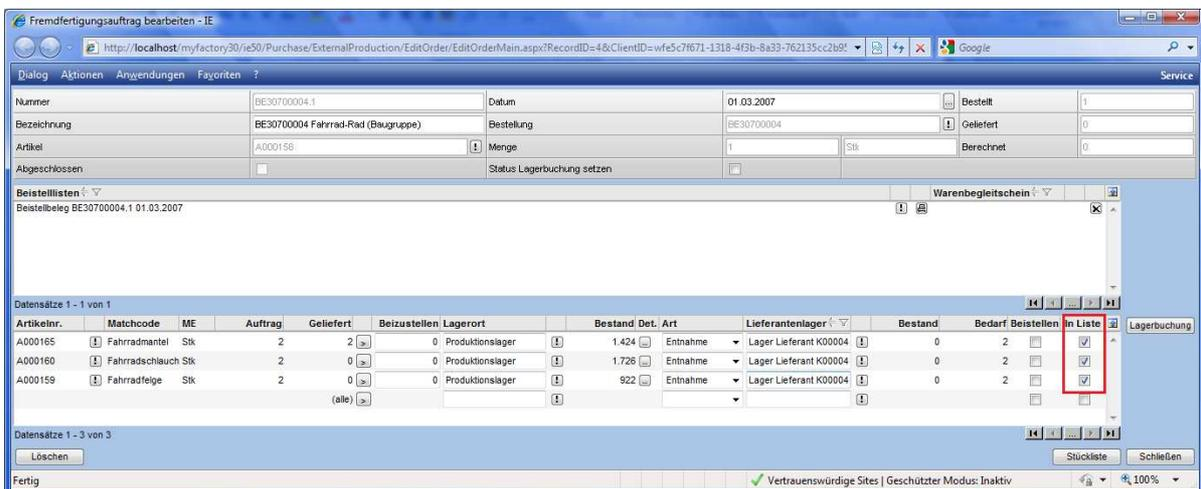 Fremdfertigungsauftrag bearbeiten - IE
http://localhost/myfactory30/ie50/Purchase/ExternalProduction/EditOrder/EditOrderMain.aspx?RecordID=4&ClientID=wfe5c7f671-1318-4f3b-8a33-762135cc2b95 Google
Dialog Aktionen Anwendungen Favoriten ? Service
Nummer BE30700004.1 Datum 01.03.2007 ... Bestellt 1
Bezeichnung BE30700004 Fahrrad-Rad (Baugruppe) Bestellung BE30700004 ! Geliefert 0
Artikel A000158 ! Menge 1 Stk Berechnet 0
Abgeschlossen Status Lagerbuchung setzen
Beistelllisten Warenbegleitschein
Beistellbeleg BE30700004.1 01.03.2007 !
Datensätze 1 - 1 von 1 ...
Artikelnr. Matchcode ME Auftrag Geliefert Beizustellen Lagerort Bestand Det. Art Lieferantenlager Bestand Bedarf Beistellen In Liste Lagerbuchung
A000165 ! Fahrradmantel Stk 2 2 > 0 Produktionslager ! 1.424 ... Entnahme Lager Lieferant K00004 ! 0 2
A000160 ! Fahrradschlauch Stk 2 0 > 0 Produktionslager ! 1.726 ... Entnahme Lager Lieferant K00004 ! 0 2
A000159 ! Fahrradfelge Stk 2 0 > 0 Produktionslager ! 922 ... Entnahme Lager Lieferant K00004 ! 0 2
(alle) > ! !
Datensätze 1 - 3 von 3 ...
Löschen Stückliste Schließen
Fertig Vertrauenswürdige Sites | Geschützter Modus: Inaktiv 100%